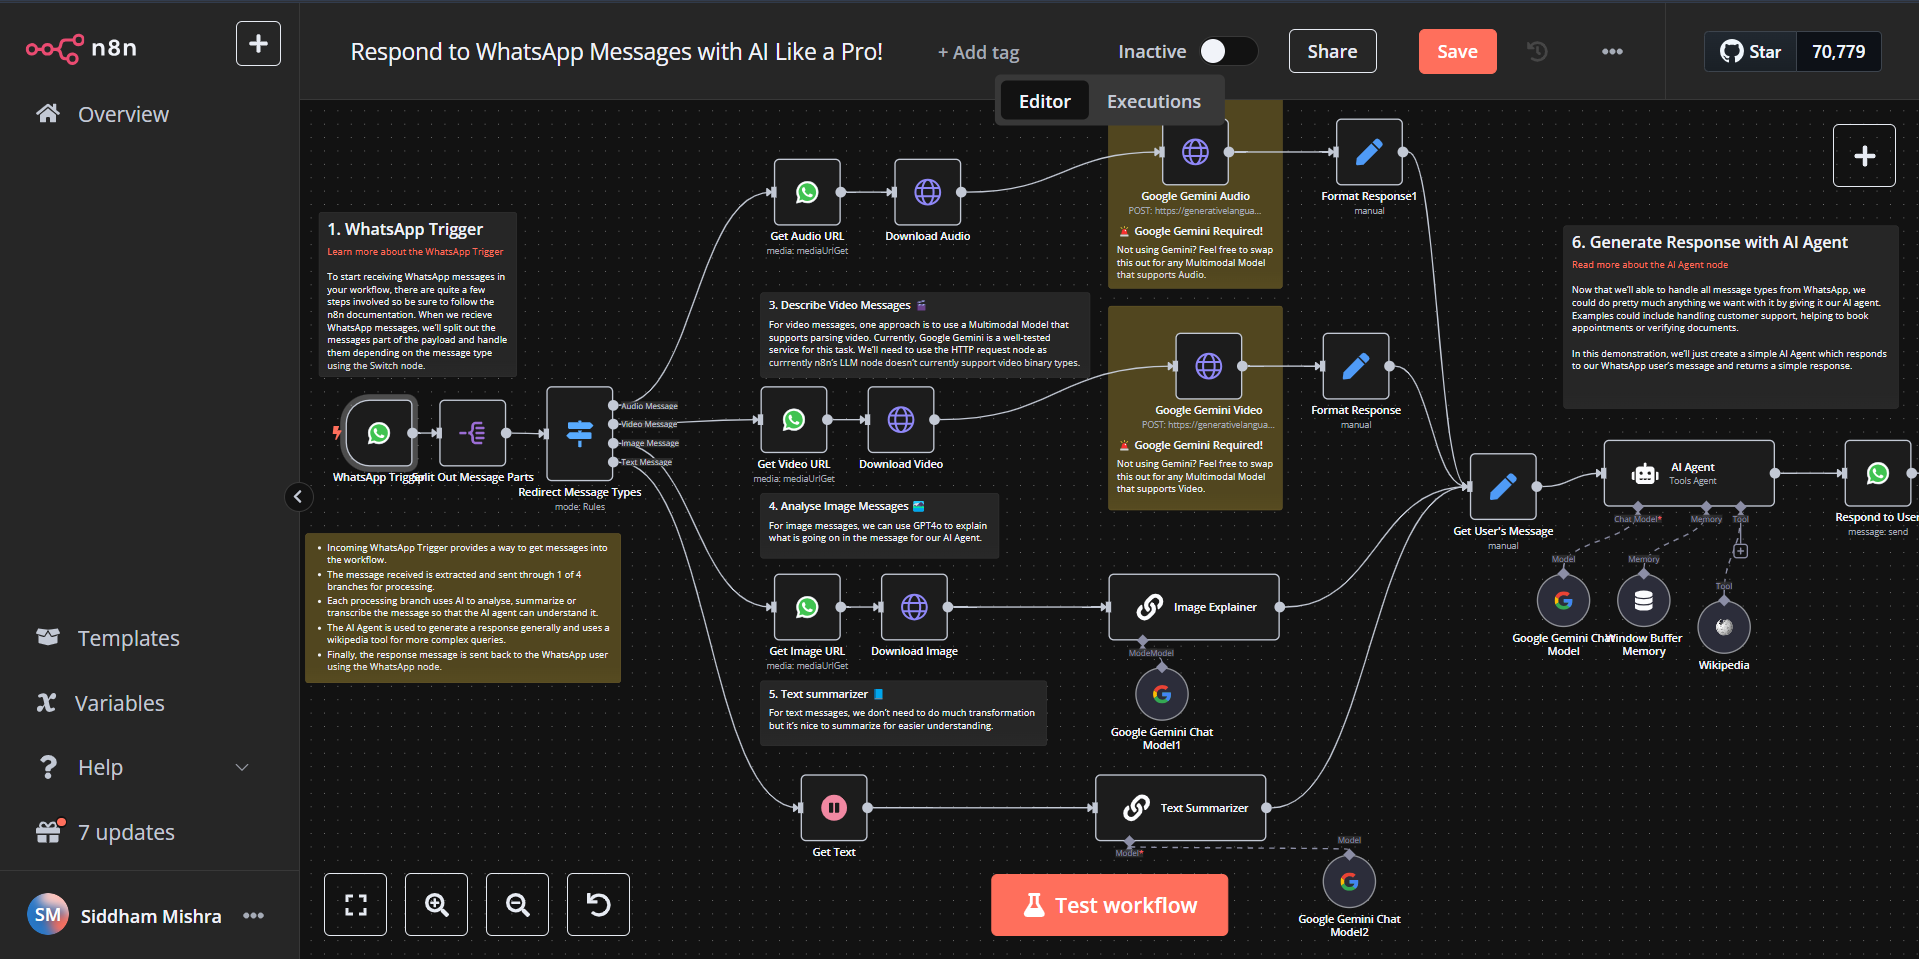 n8n
Overview
Templates
Variables
Help
7 updates
SM
Siddham Mishra
Respond to WhatsApp Messages with AI Like a Pro!
+ Add tag
Inactive
Share
Save
Star
70,779
Editor
Executions
1. WhatsApp Trigger
Learn more about the WhatsApp Trigger
To start receiving WhatsApp messages in
your workflow, there are quite a few
steps involved so be sure to follow the
n8n documentation. When we recieve
WhatsApp messages, we'll split out the
messages part of the payload and handle
them depending on the message type
using the Switch node.
WhatsApp Trigger
Split Out Message Parts
Redirect Message Types
mode: Rules
Audio Message
Video Message
Image Message
Text Message
• Incoming WhatsApp Trigger provides a way to get messages into
the workflow.
• The message received is extracted and sent through 1 of 4
branches for processing.
• Each processing branch uses AI to analyse, summarize or
transcribe the message so that the AI agent can understand it.
• The AI Agent is used to generate a response generally and uses a
wikipedia tool for more complex queries.
• Finally, the response message is sent back to the WhatsApp user
using the WhatsApp node.
Get Audio URL
media: mediaUrlGet
Download Audio
Google Gemini Audio
POST: https://generativelangua...
🚨 Google Gemini Required!
Not using Gemini? Feel free to swap
this out for any Multimodal Model
that supports Audio.
Format Response1
manual
3. Describe Video Messages
For video messages, one approach is to use a Multimodal Model that
supports parsing video. Currently, Google Gemini is a well-tested
service for this task. We'll need to use the HTTP request node as
currently n8n's LLM node doesn't currently support video binary types.
Get Video URL
media: mediaUrlGet
Download Video
Google Gemini Video
POST: https://generativelangua...
🚨 Google Gemini Required!
Not using Gemini? Feel free to swap
this out for any Multimodal Model
that supports Video.
Format Response
manual
4. Analyse Image Messages
For image messages, we can use GPT4o to explain
what is going on in the message for our AI Agent.
Get Image URL
media: mediaUrlGet
Download Image
Image Explainer
Model
Model
Google Gemini Chat
Model1
5. Text summarizer
For text messages, we don't need to do much transformation
but it's nice to summarize for easier understanding.
Get Text
Text Summarizer
Model*
Model
Google Gemini Chat
Model2
Test workflow
6. Generate Response with AI Agent
Read more about the AI Agent node
Now that we'll able to handle all message types from WhatsApp, we
could do pretty much anything we want with it by giving it our AI agent.
Examples could include handling customer support, helping to book
appointments or verifying documents.
In this demonstration, we'll just create a simple AI Agent which responds
to our WhatsApp user's message and returns a simple response.
Get User's Message
manual
AI Agent
Tools Agent
Chat Model*
Memory
Tool
Model
Memory
Tool
Google Gemini Chat
Model
Window Buffer
Memory
Wikipedia
Respond to User
message: send